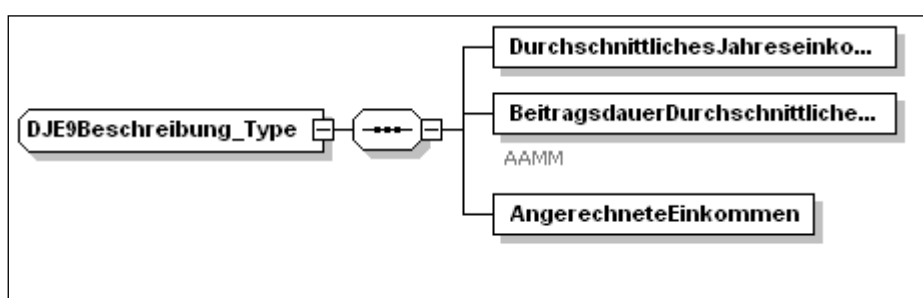 DurchschnittlichesJahreseinko...
DJE9Beschreibung_Type
BeitragsdauerDurchschnittliche...
AAMM
AngerechneteEinkommen